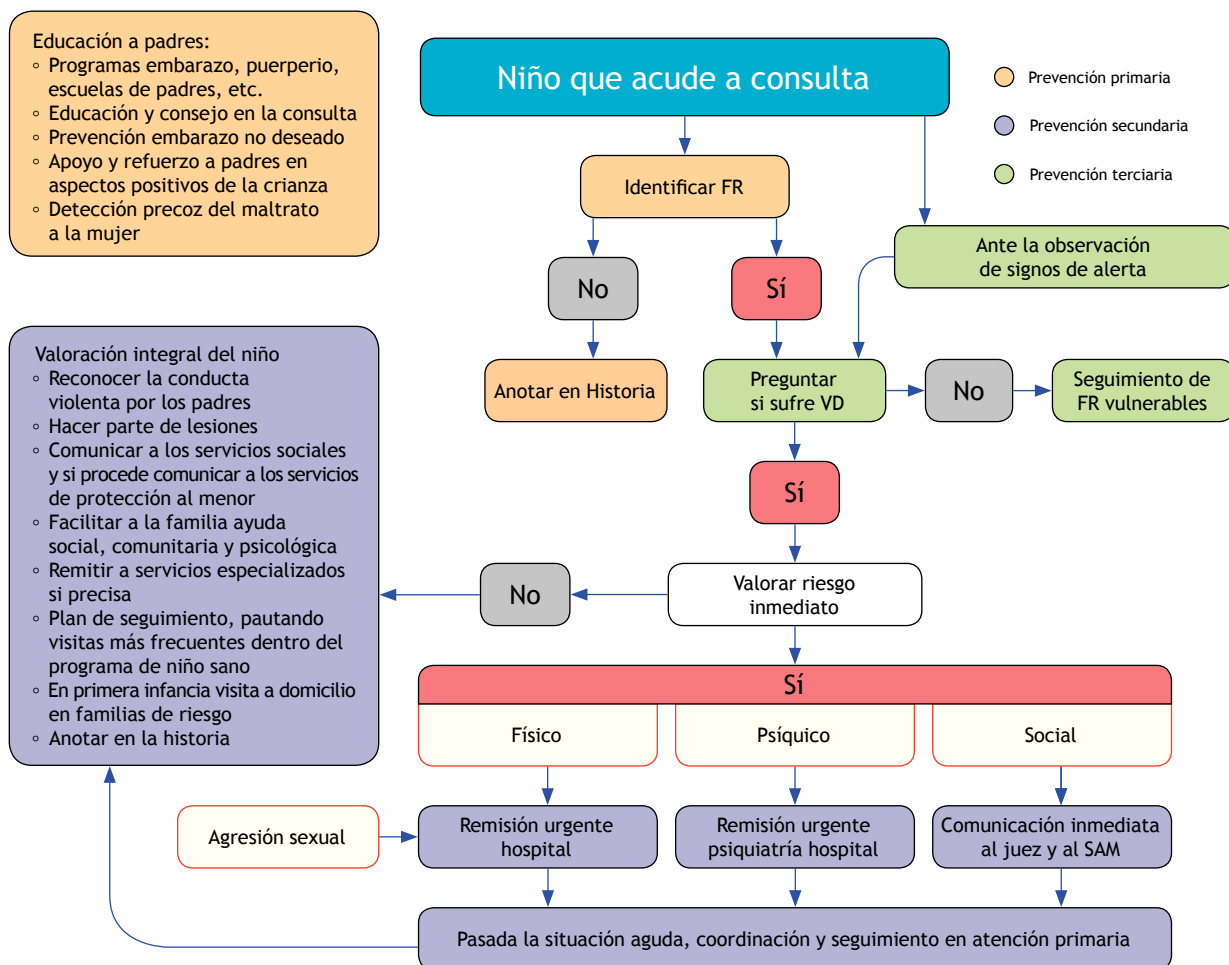 Educación a padres:
◦ Programas embarazo, puerperio,
escuelas de padres, etc.
◦ Educación y consejo en la consulta
◦ Prevención embarazo no deseado
◦ Apoyo y refuerzo a padres en
aspectos positivos de la crianza
◦ Detección precoz del maltrato
a la mujer
Niño que acude a consulta
Prevención primaria
Prevención secundaria
Prevención terciaria
Identificar FR
Ante la observación
de signos de alerta
No
Sí
Anotar en Historia
Preguntar
si sufre VD
No
Seguimiento de
FR vulnerables
Sí
Valoración integral del niño
◦ Reconocer la conducta
violenta por los padres
◦ Hacer parte de lesiones
◦ Comunicar a los servicios sociales
y si procede comunicar a los servicios
de protección al menor
◦ Facilitar a la familia ayuda
social, comunitaria y psicológica
◦ Remitir a servicios especializados
si precisa
◦ Plan de seguimiento, pautando
visitas más frecuentes dentro del
programa de niño sano
◦ En primera infancia visita a domicilio
en familias de riesgo
◦ Anotar en la historia
No
Valorar riesgo
inmediato
Sí
Físico
Psíquico
Social
Agresión sexual
Remisión urgente
hospital
Remisión urgente
psiquiatría hospital
Comunicación inmediata
al juez y al SAM
Pasada la situación aguda, coordinación y seguimiento en atención primaria